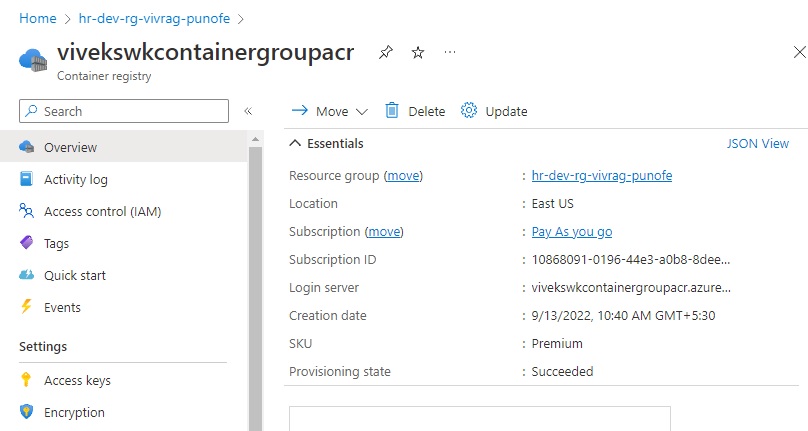 Home > hr-dev-rg-vivrag-punofe >
vivekswkcontainergroupacr ...
Container registry
Search «
Move Delete Update
Overview
Activity log
Access control (IAM)
Tags
Quick start
Events
Settings
Access keys
Encryption
Essentials JSON View
Resource group (move) : hr-dev-rg-vivrag-punofe
Location : East US
Subscription (move) : Pay As you go
Subscription ID : 10868091-0196-44e3-a0b8-8dee...
Login server : vivekswkcontainergroupacr.azure...
Creation date : 9/13/2022, 10:40 AM GMT+5:30
SKU : Premium
Provisioning state : Succeeded